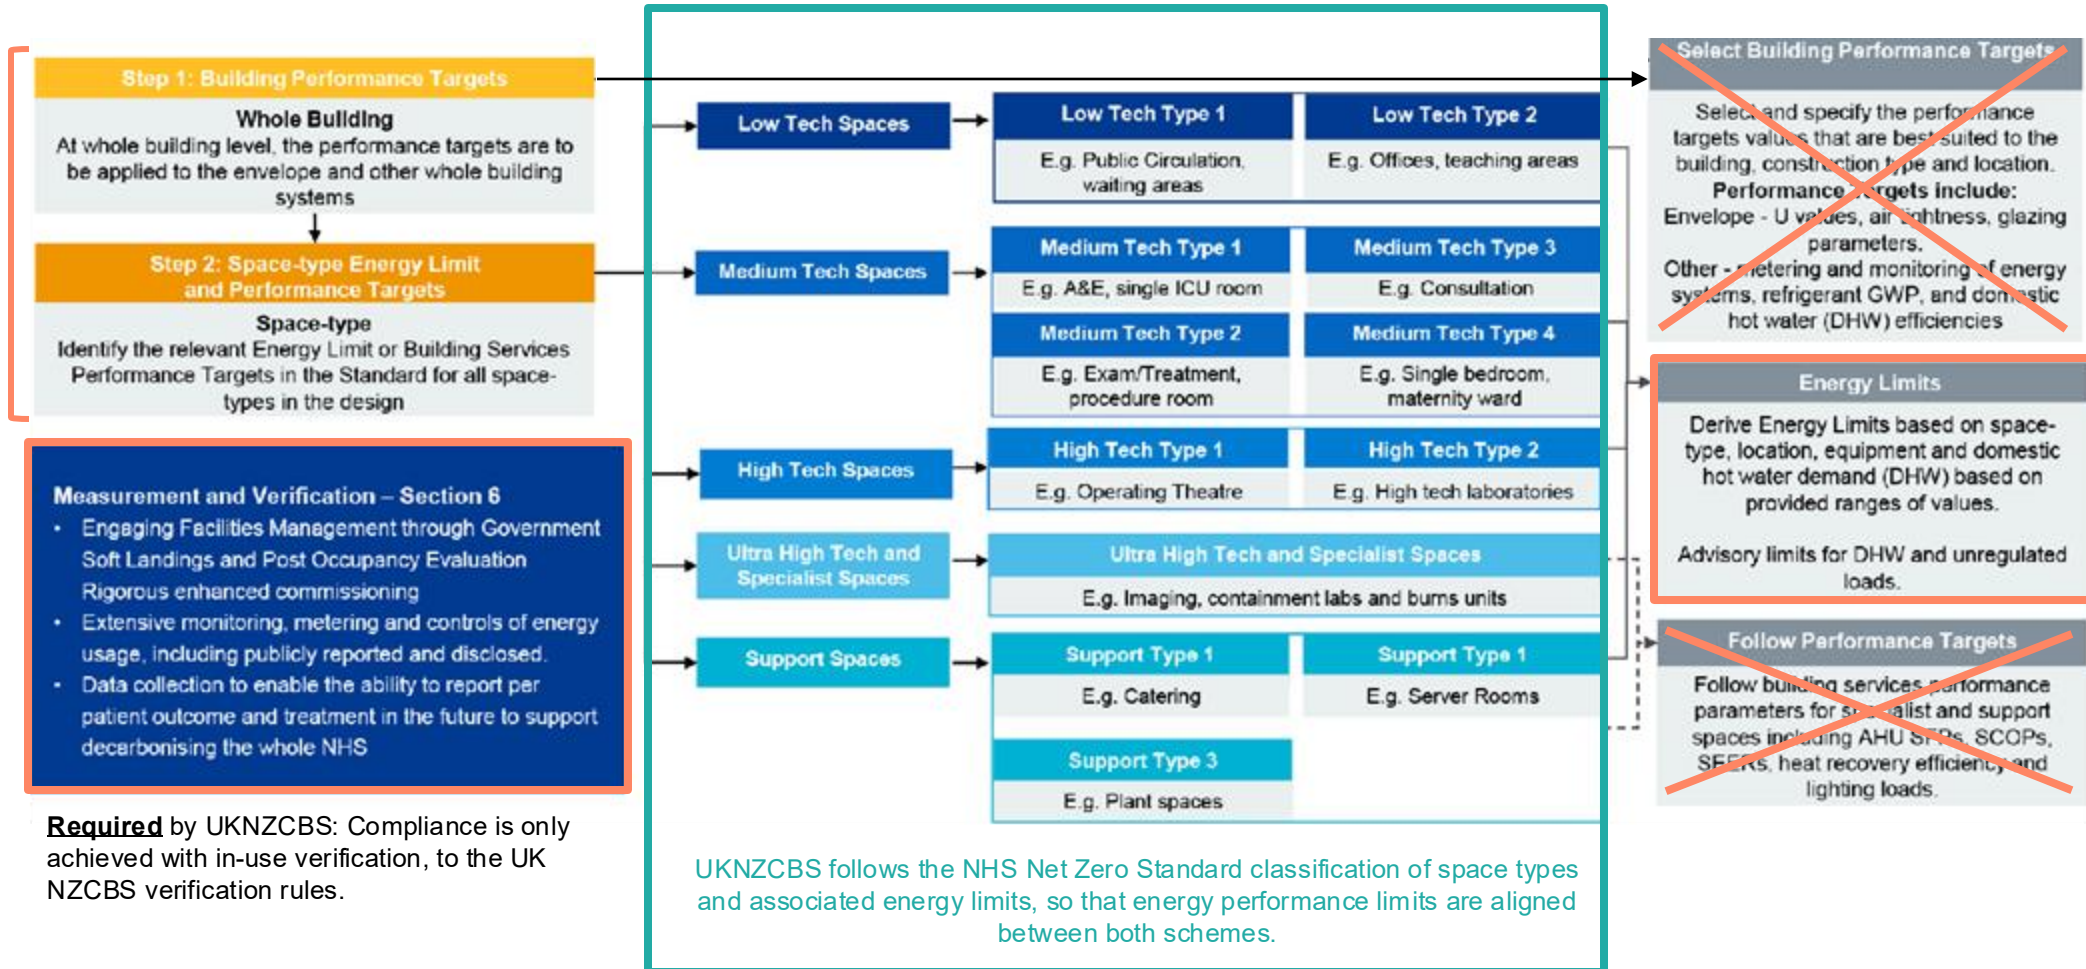 Step 1: Building Performance Targets
Whole Building
At whole building level, the performance targets are to
be applied to the envelope and other whole building
systems
Step 2: Space-type Energy Limit
and Performance Targets
Space-type
Identify the relevant Energy Limit or Building Services
Performance Targets in the Standard for all space-
types in the design
Measurement and Verification – Section 6
• Engaging Facilities Management through Government
Soft Landings and Post Occupancy Evaluation
Rigorous enhanced commissioning
• Extensive monitoring, metering and controls of energy
usage, including publicly reported and disclosed.
• Data collection to enable the ability to report per
patient outcome and treatment in the future to support
decarbonising the whole NHS
Required by UKNZCBS: Compliance is only
achieved with in-use verification, to the UK
NZCBS verification rules.
Low Tech Spaces
Low Tech Type 1
E.g. Public Circulation,
waiting areas
Low Tech Type 2
E.g. Offices, teaching areas
Medium Tech Spaces
Medium Tech Type 1
E.g. A&E, single ICU room
Medium Tech Type 3
E.g. Consultation
Medium Tech Type 2
E.g. Exam/Treatment,
procedure room
Medium Tech Type 4
E.g. Single bedroom,
maternity ward
High Tech Spaces
High Tech Type 1
E.g. Operating Theatre
High Tech Type 2
E.g. High tech laboratories
Ultra High Tech and
Specialist Spaces
Ultra High Tech and Specialist Spaces
E.g. Imaging, containment labs and burns units
Support Spaces
Support Type 1
E.g. Catering
Support Type 1
E.g. Server Rooms
Support Type 3
E.g. Plant spaces
UKNZCBS follows the NHS Net Zero Standard classification of space types
and associated energy limits, so that energy performance limits are aligned
between both schemes.
Select Building Performance Targets
Select and specify the performance
targets values that are best suited to the
building, construction type and location.
Performance Targets include:
Envelope - U values, air tightness, glazing
parameters.
Other - metering and monitoring of energy
systems, refrigerant GWP, and domestic
hot water (DHW) efficiencies
Energy Limits
Derive Energy Limits based on space-
type, location, equipment and domestic
hot water demand (DHW) based on
provided ranges of values.
Advisory limits for DHW and unregulated
loads.
Follow Performance Targets
Follow building services performance
parameters for specialist and support
spaces including AHU SFPs, SCOPs,
SEERs, heat recovery efficiency and
lighting loads.